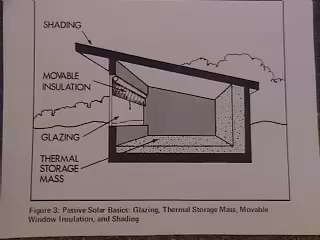 SHADING
MOVABLE
INSULATION
GLAZING
THERMAL
STORAGE
MASS
Figure 3: Passive Solar Basics: Glazing, Thermal Storage Mass, Movable
Window Insulation, and Shading